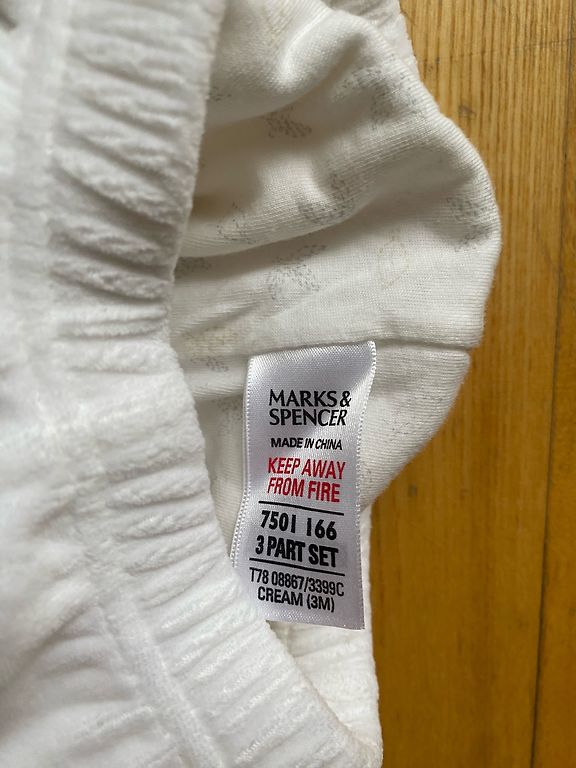 MARKS &
SPENCER
MADE IN CHINA
KEEP AWAY
FROM FIRE
7501 166
3 PART SET
T78 08867/3399C
CREAM (3M)